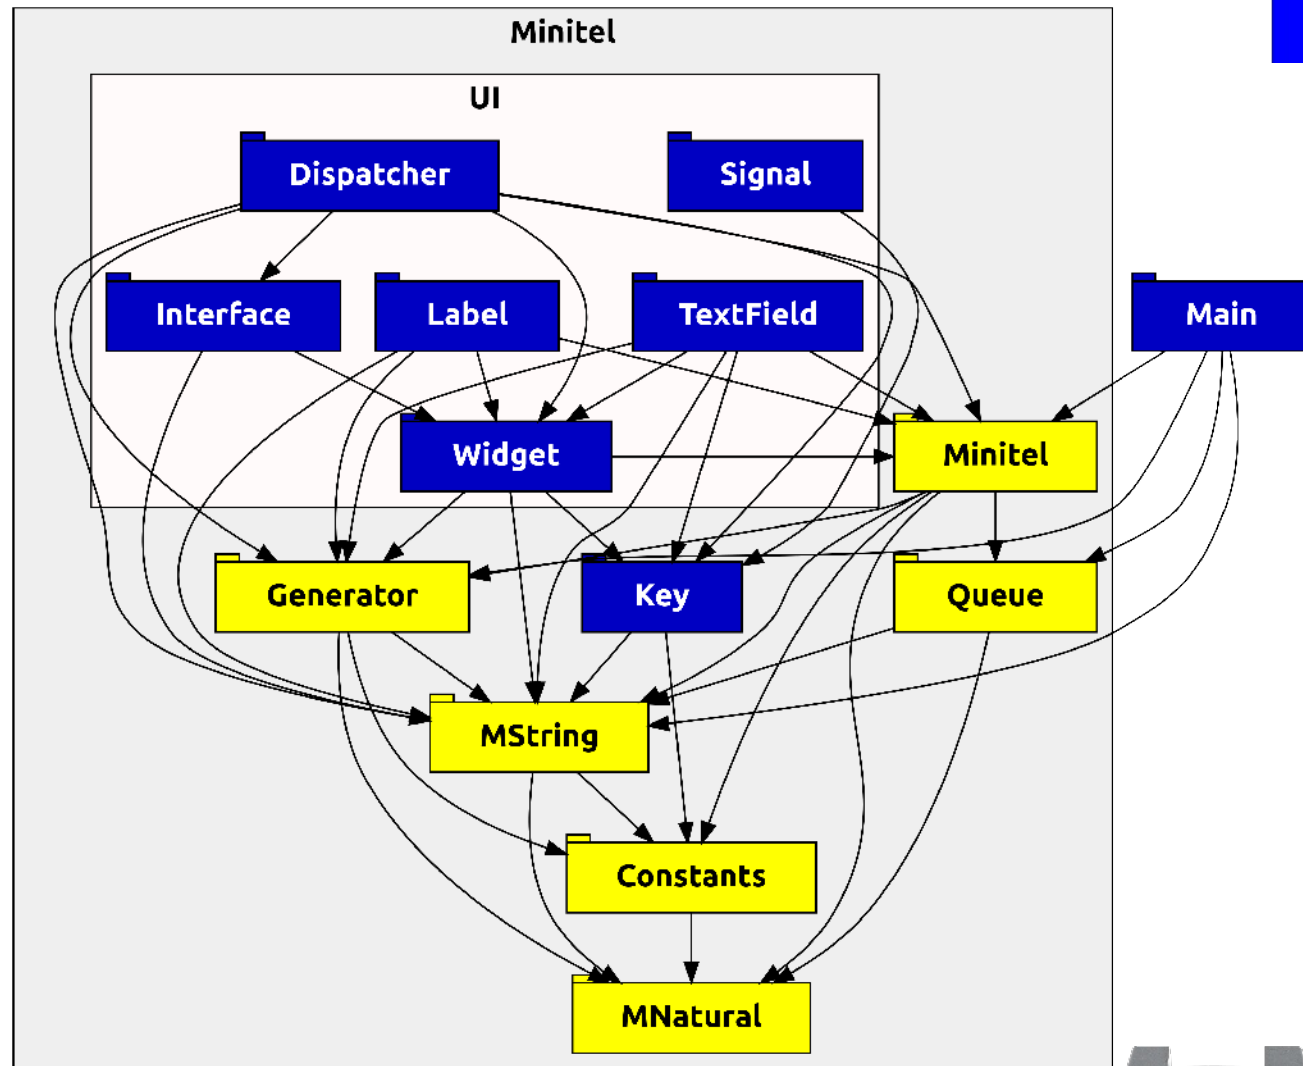 Minitel
UI
Dispatcher
Signal
Interface
Label
TextField
Main
Widget
Minitel
Generator
Key
Queue
MString
Constants
MNatural